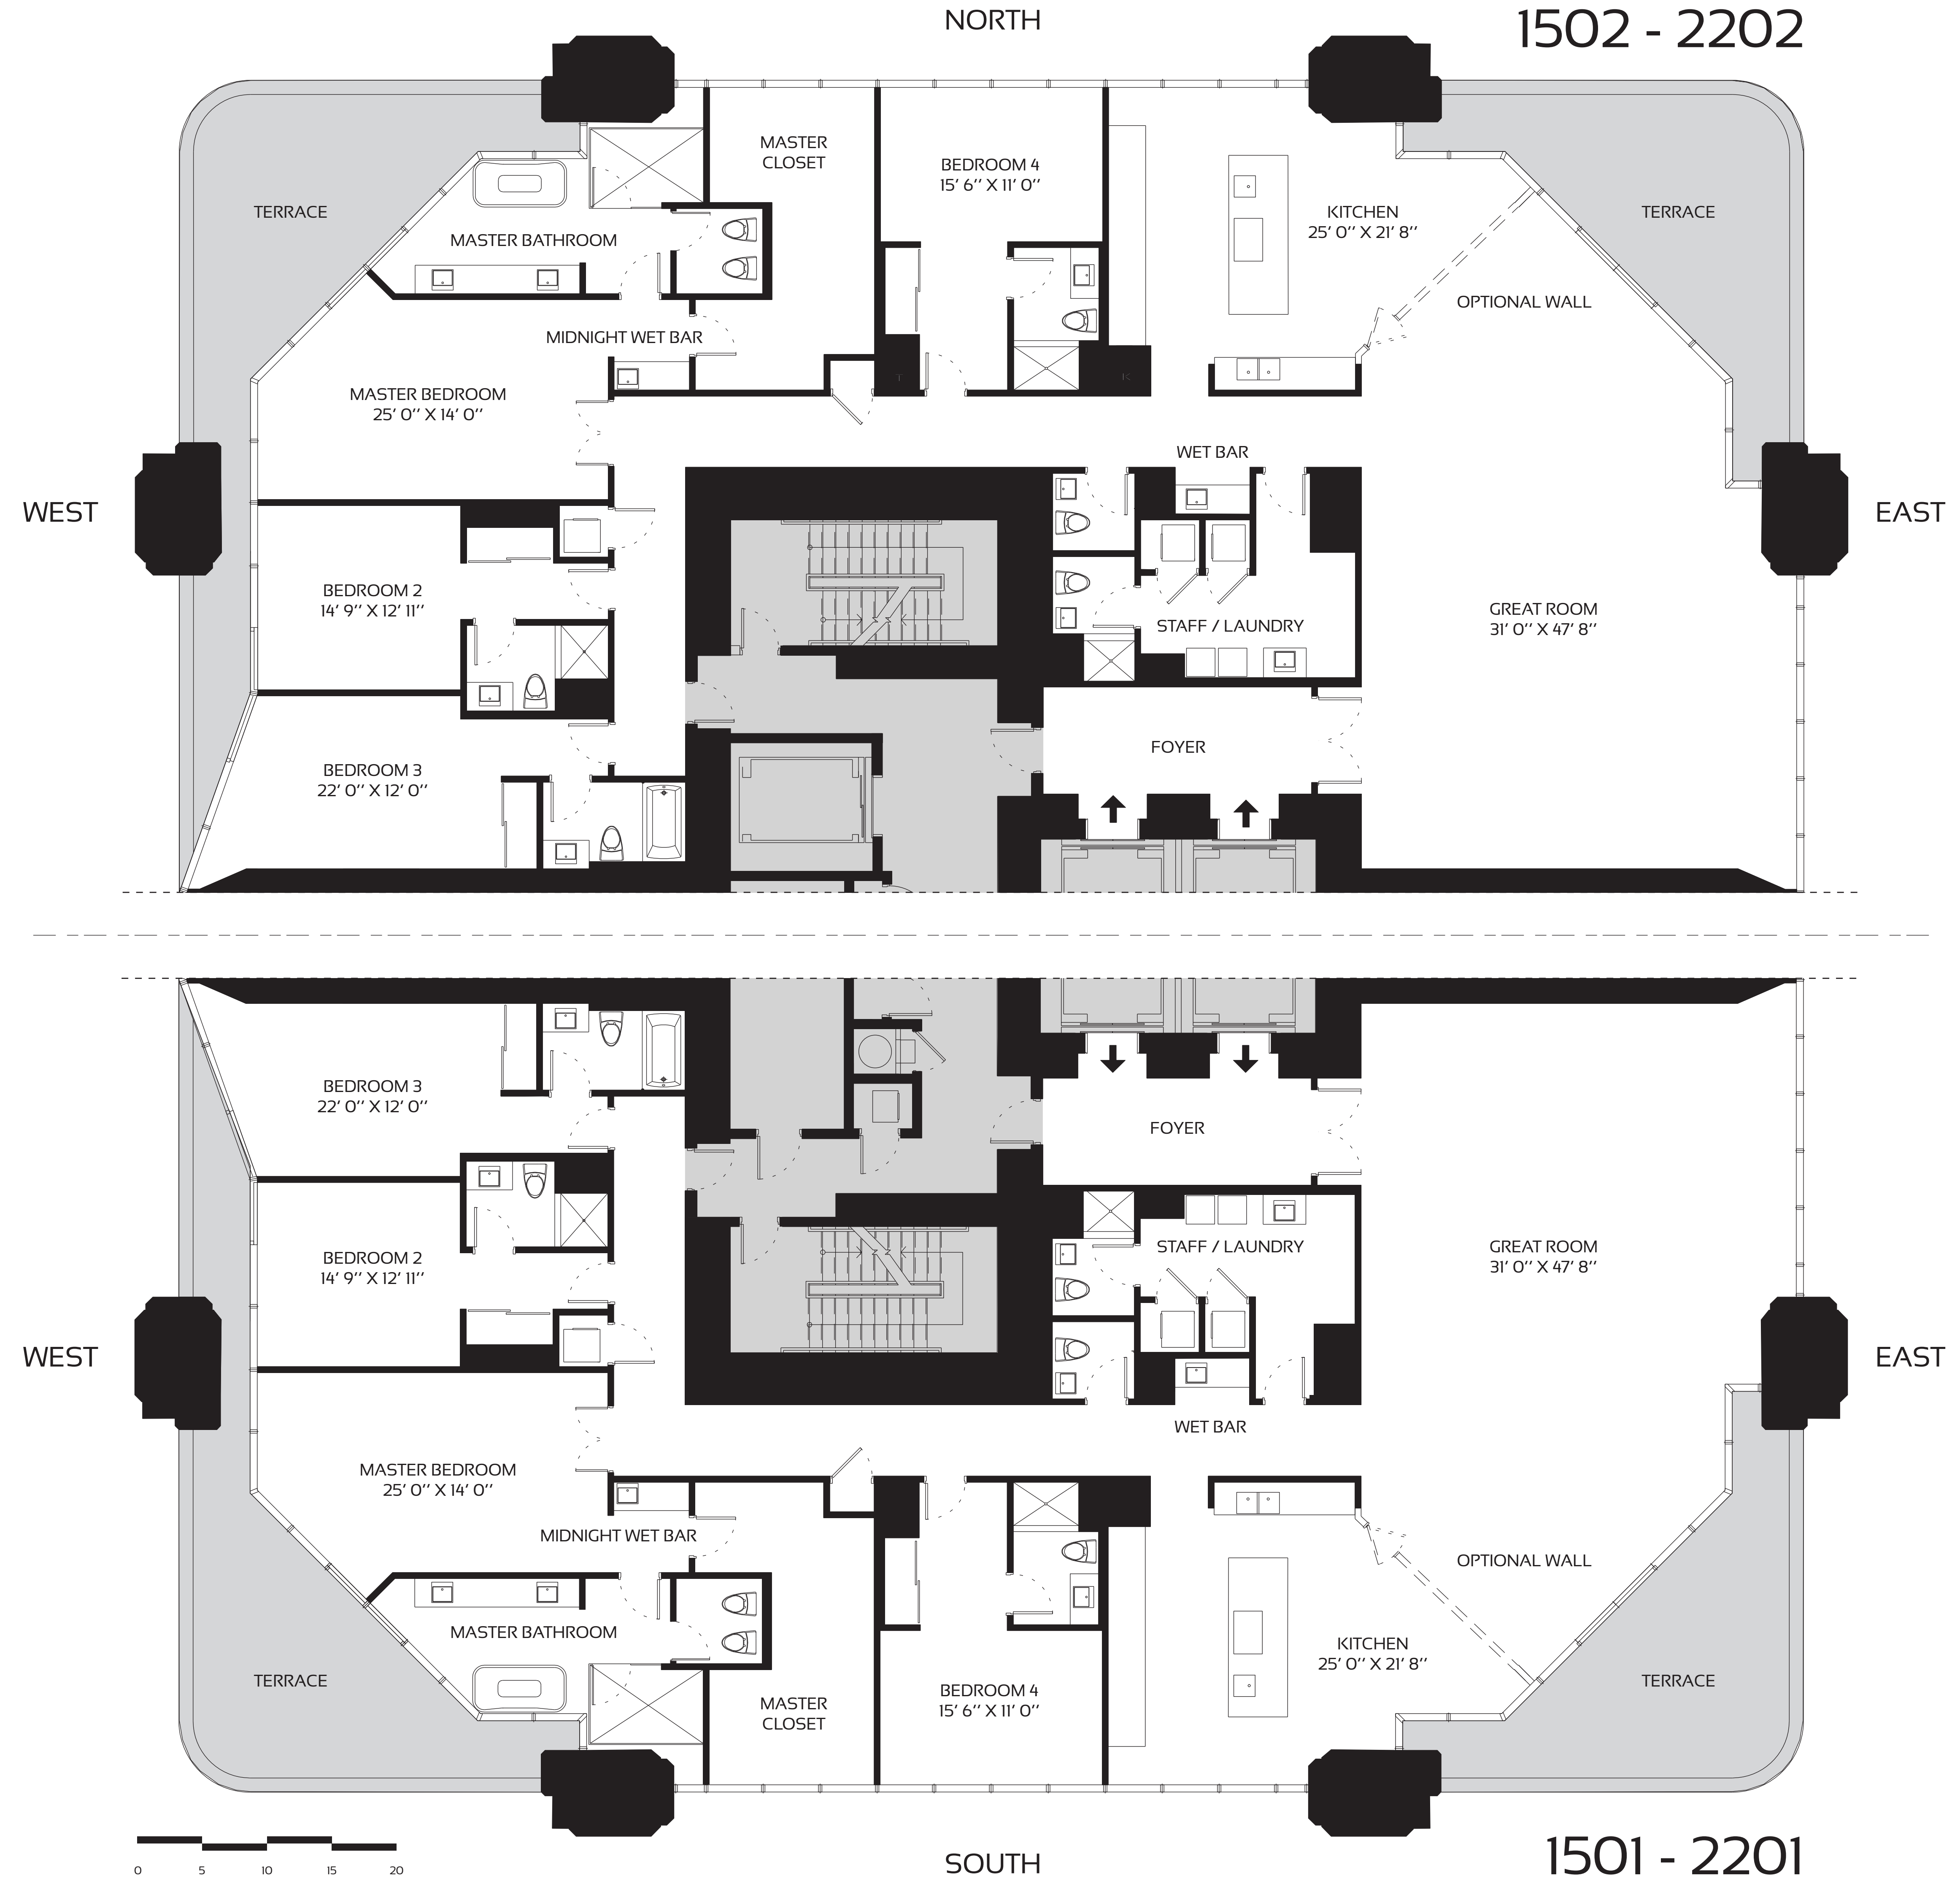 NORTH
1502 - 2202
MASTER
CLOSET
BEDROOM 4
15' 6'' X 11' 0''
TERRACE
MASTER BATHROOM
KITCHEN
25' 0'' X 21' 8''
TERRACE
OPTIONAL WALL
MIDNIGHT WET BAR
T
K
MASTER BEDROOM
25' 0'' X 14' 0''
WET BAR
WEST
EAST
BEDROOM 2
14' 9'' X 12' 11''
GREAT ROOM
31' 0'' X 47' 8''
STAFF / LAUNDRY
FOYER
BEDROOM 3
22' 0'' X 12' 0''
BEDROOM 3
22' 0'' X 12' 0''
FOYER
STAFF / LAUNDRY
GREAT ROOM
31' 0'' X 47' 8''
BEDROOM 2
14' 9'' X 12' 11''
WEST
EAST
WET BAR
MASTER BEDROOM
25' 0'' X 14' 0''
MIDNIGHT WET BAR
OPTIONAL WALL
MASTER BATHROOM
KITCHEN
25' 0'' X 21' 8''
TERRACE
BEDROOM 4
15' 6'' X 11' 0''
MASTER
CLOSET
TERRACE
0 5 10 15 20
SOUTH
1501 - 2201